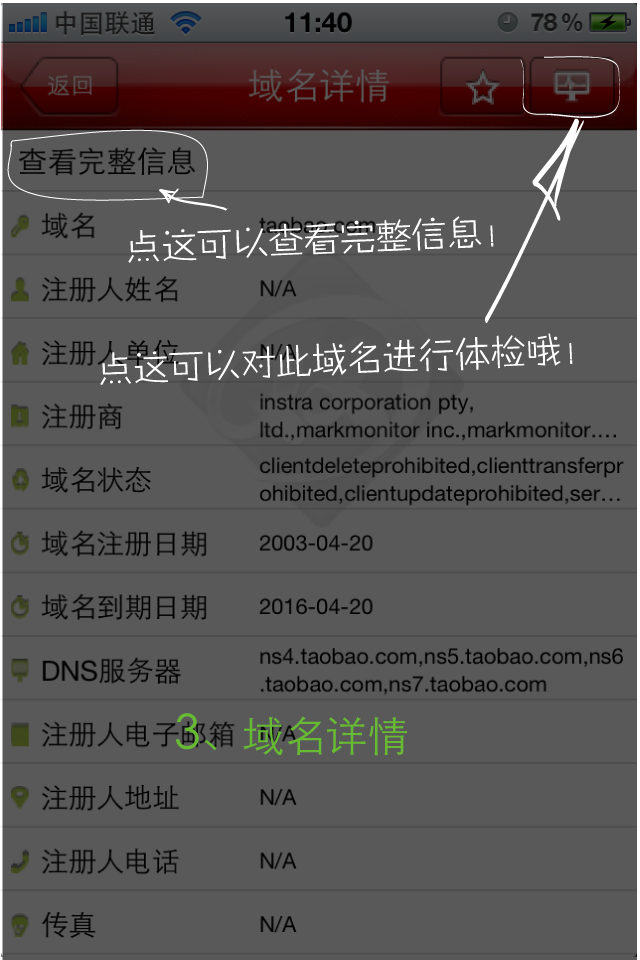 中国联通 11:40 78%
返回 域名详情
查看完整信息
域名 taobao.com
点这可以查看完整信息!
注册人姓名 N/A
注册人单位 N/A
点这可以对此域名进行体检哦!
注册商 instra corporation pty,
ltd.,markmonitor inc.,markmonitor....
域名状态 clientdeleteprohibited,clienttransferpr
ohibited,clientupdateprohibited,ser...
域名注册日期 2003-04-20
域名到期日期 2016-04-20
DNS服务器 ns4.taobao.com,ns5.taobao.com,ns6
.taobao.com,ns7.taobao.com
注册人电子邮箱 N/A
3、域名详情
注册人地址 N/A
注册人电话 N/A
传真 N/A